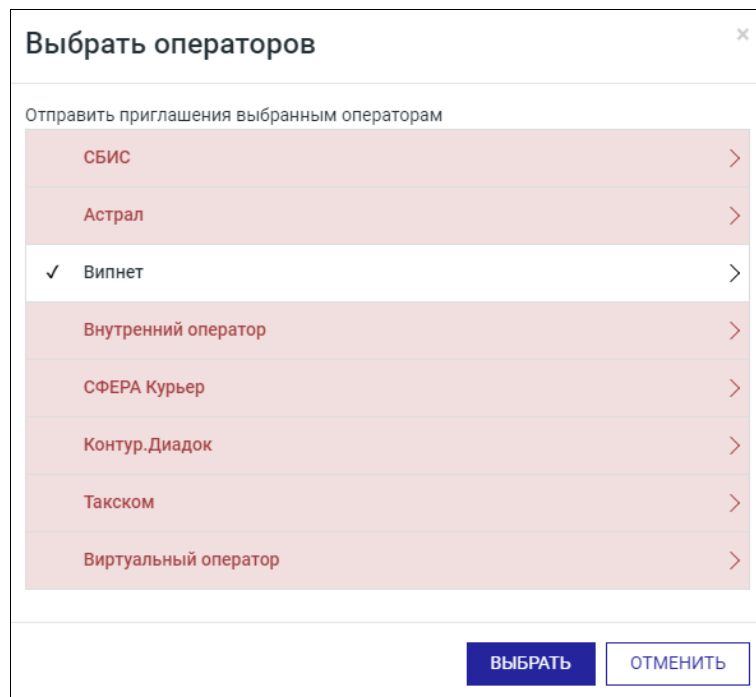 Выбрать операторов
Отправить приглашения выбранным операторам
СБИС
Астрал
Випнет
Внутренний оператор
СФЕРА Курьер
Контур.Диадок
Такском
Виртуальный оператор
ВЫБРАТЬ
ОТМЕНИТЬ